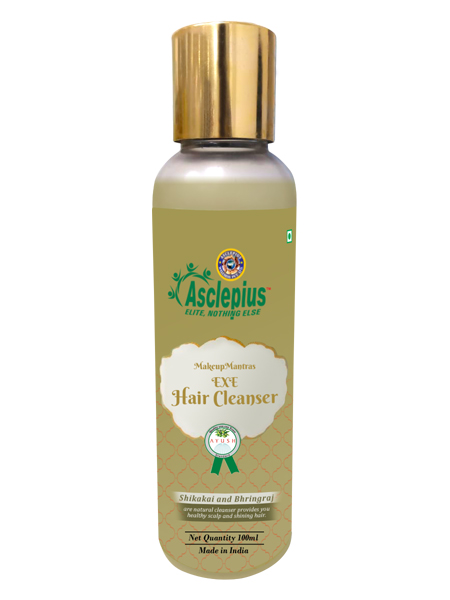 Asclepius™
ELITE, NOTHING ELSE
MakeupMantras
EXE
Hair Cleanser
AYUSH
Shikakai and Bhringraj
are natural cleanser provides you
healthy scalp and shining hair
Net Quantity 100ml
Made in India